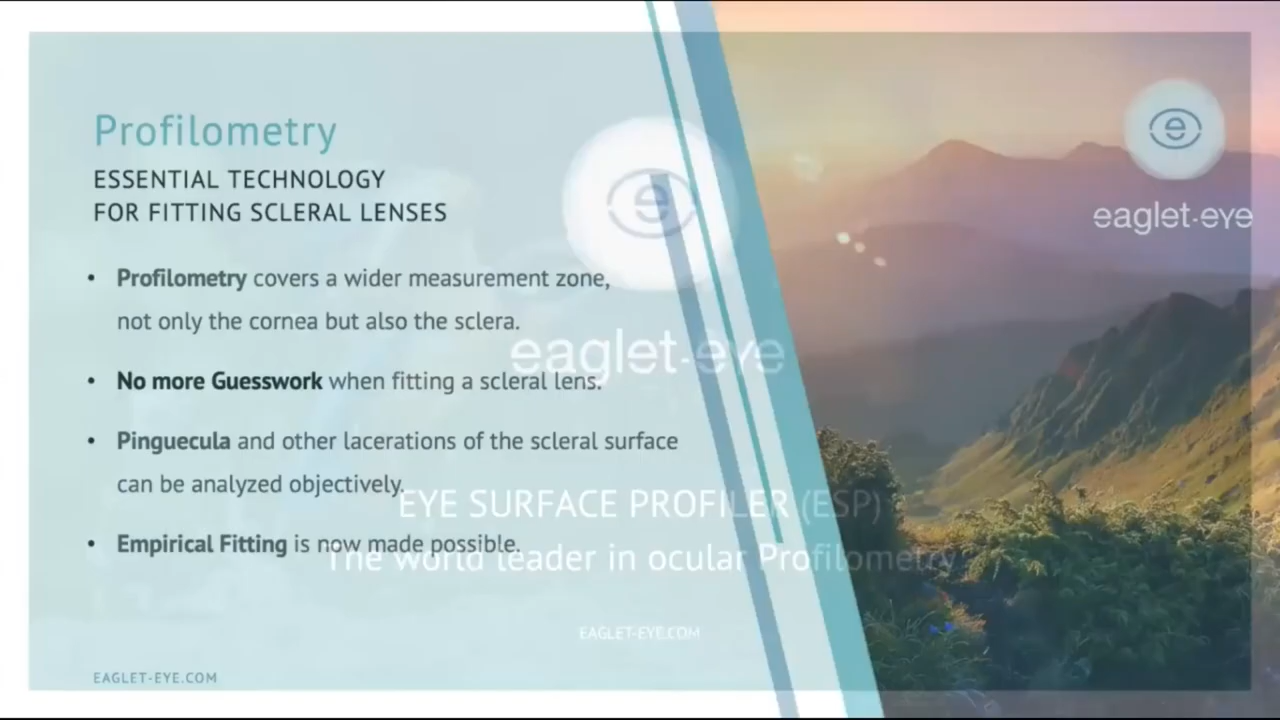 Profilometry
ESSENTIAL TECHNOLOGY
FOR FITTING SCLERAL LENSES
• Profilometry covers a wider measurement zone,
not only the cornea but also the sclera.
• No more Guesswork when fitting a scleral lens.
• Pinguecula and other lacerations of the scleral surface
can be analyzed objectively.
• Empirical Fitting is now made possible.
EAGLET-EYE.COM
e
eaglet-eye
EYE SURFACE PROFILER (ESP)
The world leader in ocular Profilometry
EAGLET-EYE.COM
e
eaglet-eye